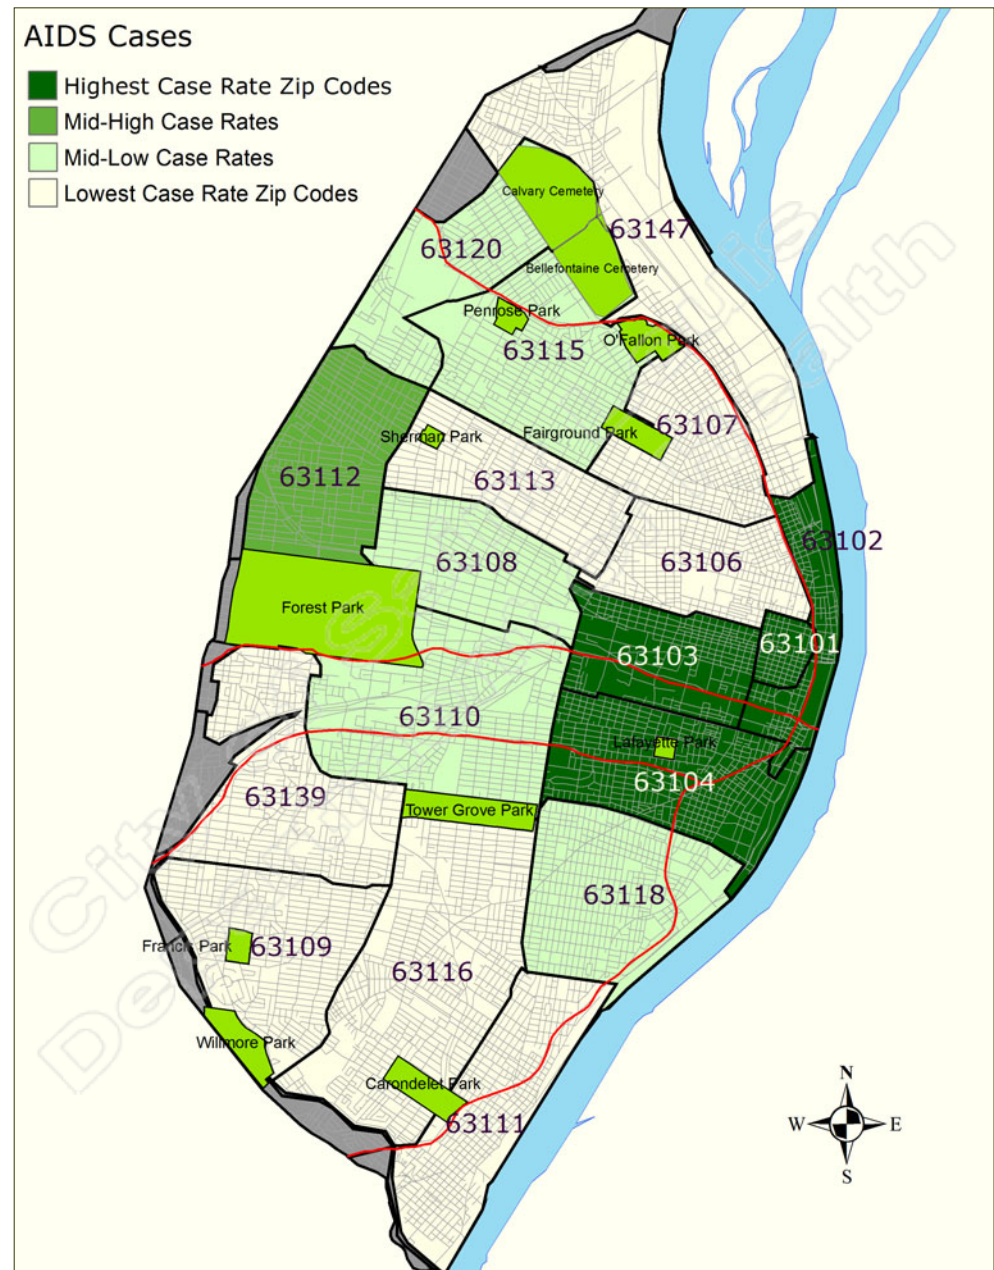 AIDS Cases
Highest Case Rate Zip Codes
Mid-High Case Rates
Mid-Low Case Rates
Lowest Case Rate Zip Codes
Calvary Cemetery
63147
63120
Bellefontaine Cemetery
Penrose Park
O'Fallon Park
63115
63107
Fairground Park
Sherman Park
63112
63113
63102
63108
63106
Forest Park
63101
63103
63110
Lafayette Park
63104
63139
Tower Grove Park
63118
Francis Park
63109
63116
Willmore Park
Carondelet Park
63111
N
W
E
S